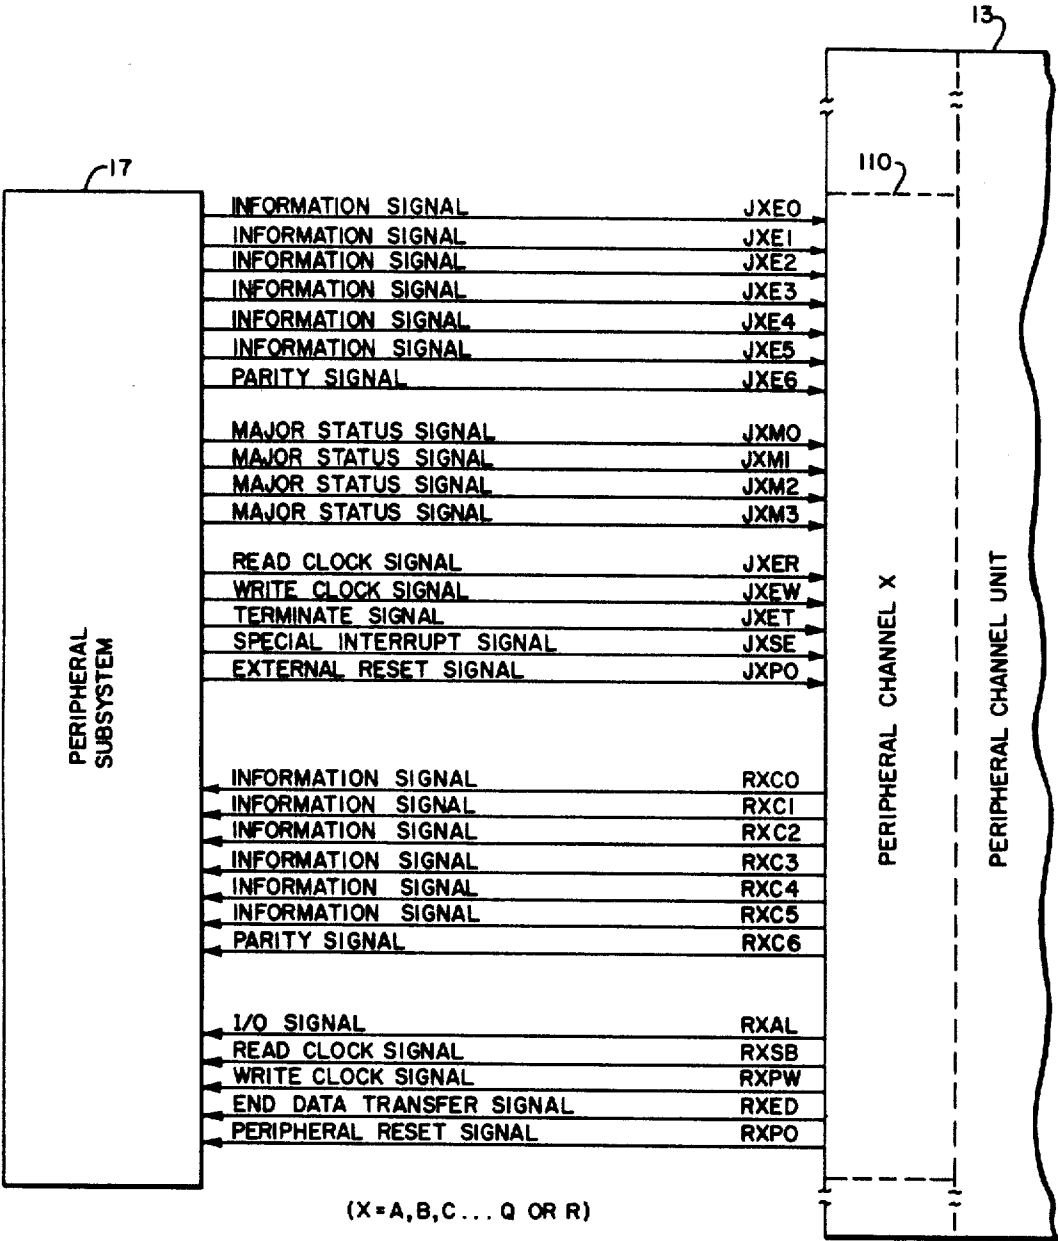 13
17
110
INFORMATION SIGNAL JXE0
INFORMATION SIGNAL JXE1
INFORMATION SIGNAL JXE2
INFORMATION SIGNAL JXE3
INFORMATION SIGNAL JXE4
INFORMATION SIGNAL JXE5
PARITY SIGNAL JXE6
MAJOR STATUS SIGNAL JXM0
MAJOR STATUS SIGNAL JXM1
MAJOR STATUS SIGNAL JXM2
MAJOR STATUS SIGNAL JXM3
READ CLOCK SIGNAL JXER
WRITE CLOCK SIGNAL JXEW
TERMINATE SIGNAL JXET
SPECIAL INTERRUPT SIGNAL JXSE
EXTERNAL RESET SIGNAL JXPO
PERIPHERAL
SUBSYSTEM
PERIPHERAL CHANNEL X
PERIPHERAL CHANNEL UNIT
INFORMATION SIGNAL RXC0
INFORMATION SIGNAL RXC1
INFORMATION SIGNAL RXC2
INFORMATION SIGNAL RXC3
INFORMATION SIGNAL RXC4
INFORMATION SIGNAL RXC5
PARITY SIGNAL RXC6
I/O SIGNAL RXAL
READ CLOCK SIGNAL RXSB
WRITE CLOCK SIGNAL RXPW
END DATA TRANSFER SIGNAL RXED
PERIPHERAL RESET SIGNAL RXPO
(X=A,B,C... Q OR R)